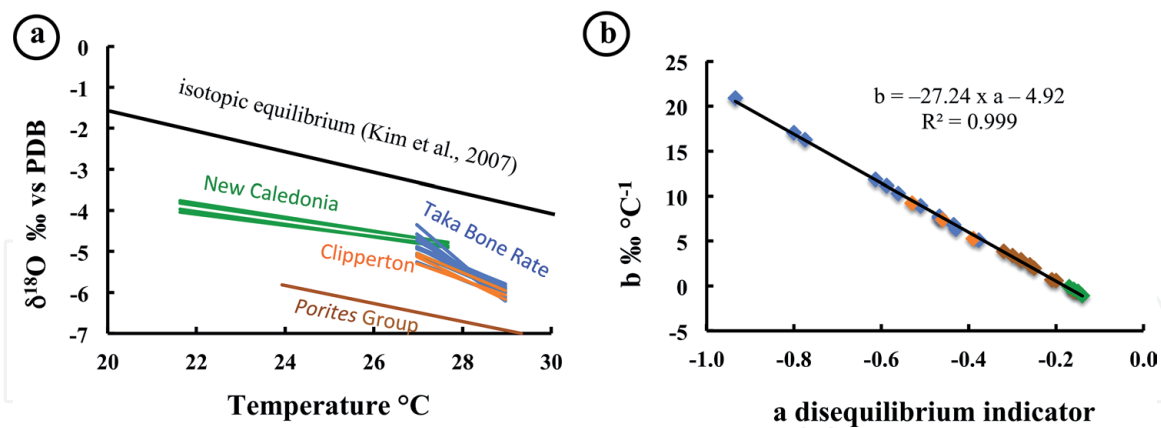 a
δ¹⁸O ‰ vs PDB
0
-1
-2
-3
-4
-5
-6
-7
isotopic equilibrium (Kim et al., 2007)
New Caledonia
Taka Bone Rate
Clipperton
Porites Group
20
22
24
26
28
30
Temperature °C
b
b ‰ °C⁻¹
25
20
15
10
5
0
-5
b = –27.24 x a – 4.92
R² = 0.999
-1.0
-0.8
-0.6
-0.4
-0.2
0.0
a disequilibrium indicator